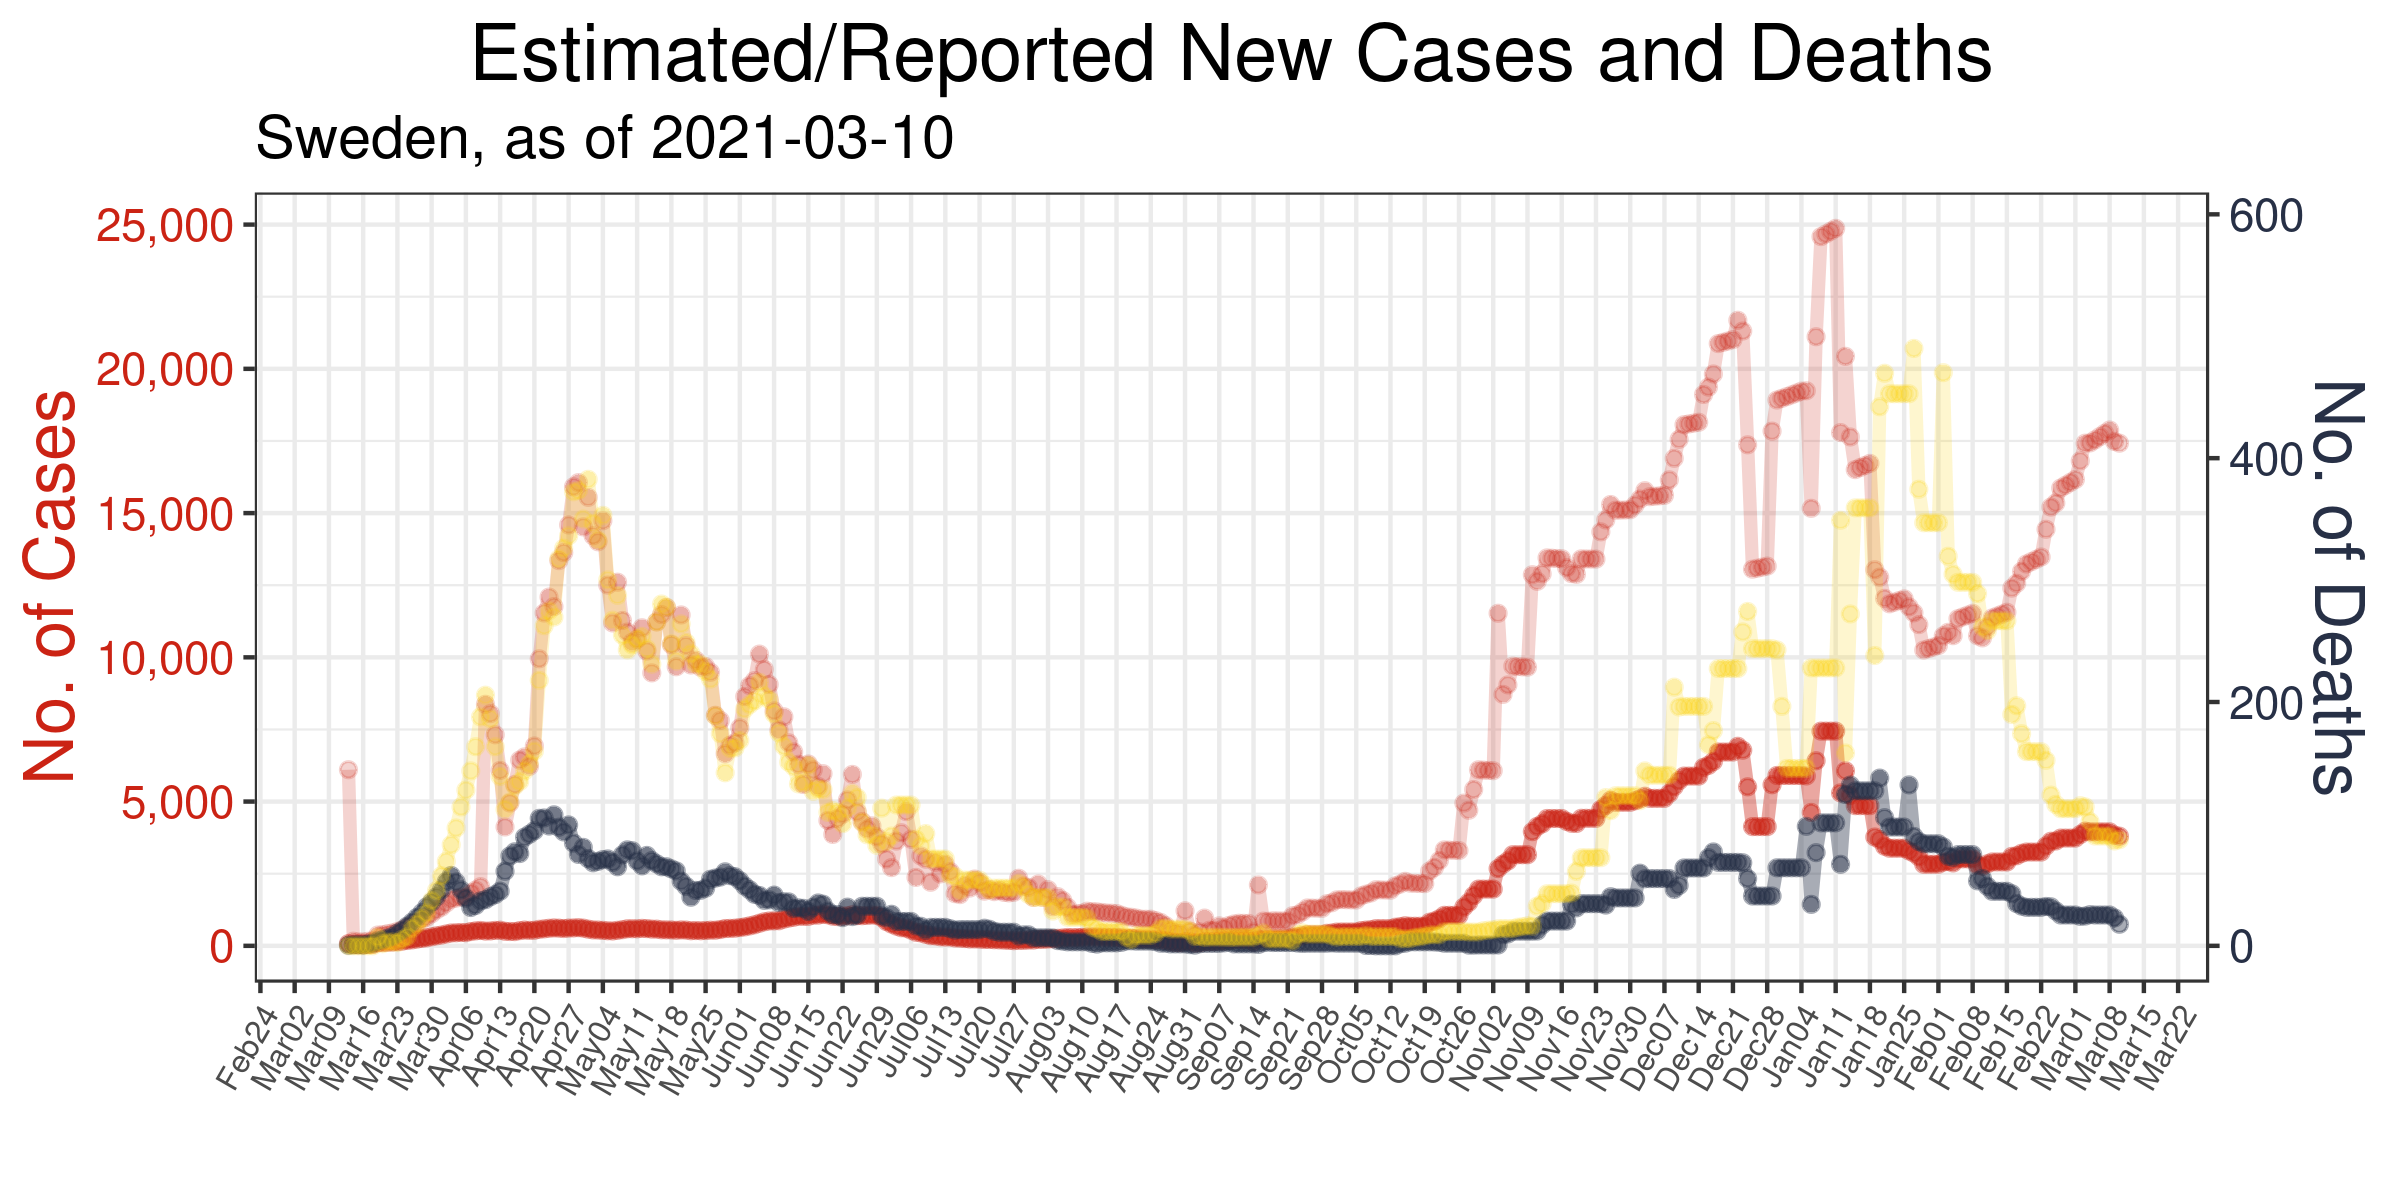 Estimated/Reported New Cases and Deaths
Sweden, as of 2021-03-10
No. of Cases
25,000
20,000
15,000
10,000
5,000
0
600
400
200
0
No. of Deaths
Feb24
Mar02
Mar09
Mar16
Mar23
Mar30
Apr06
Apr13
Apr20
Apr27
May04
May11
May18
May25
Jun01
Jun08
Jun15
Jun22
Jun29
Jul06
Jul13
Jul20
Jul27
Aug03
Aug10
Aug17
Aug24
Aug31
Sep07
Sep14
Sep21
Sep28
Oct05
Oct12
Oct19
Oct26
Nov02
Nov09
Nov16
Nov23
Nov30
Dec07
Dec14
Dec21
Dec28
Jan04
Jan11
Jan18
Jan25
Feb01
Feb08
Feb15
Feb22
Mar01
Mar08
Mar15
Mar22